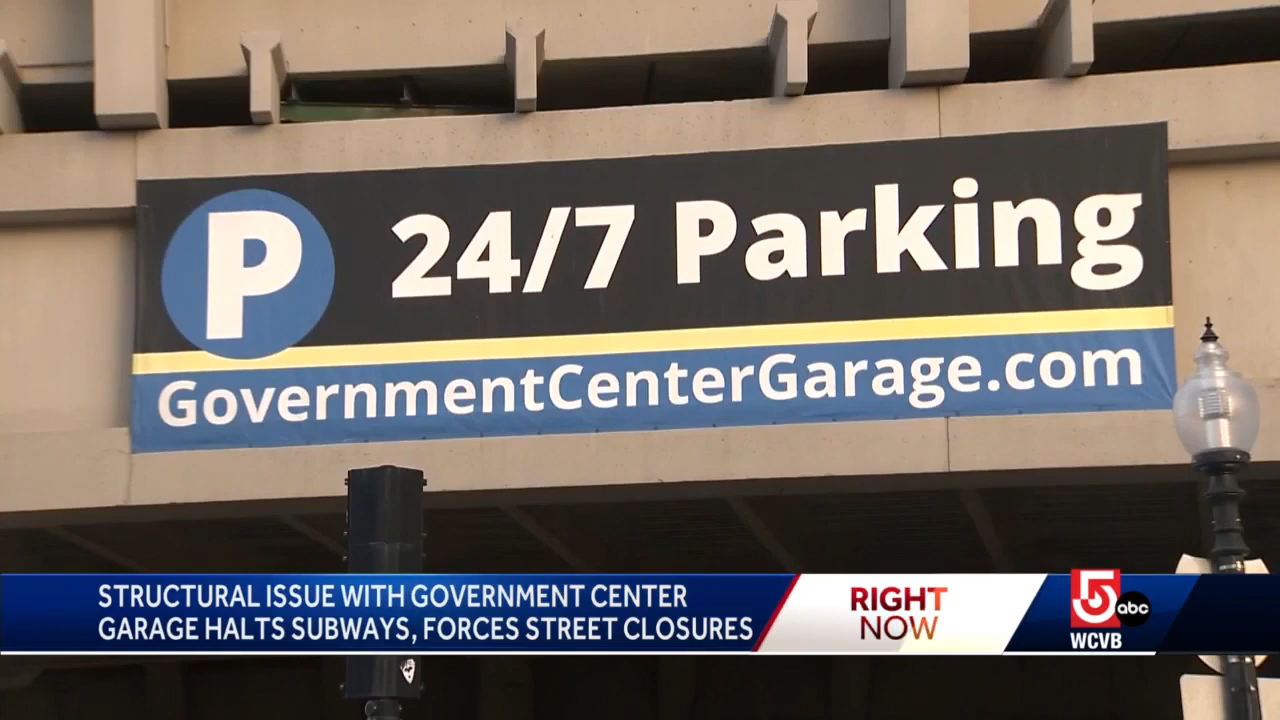 P
24/7 Parking
GovernmentCenterGarage.com
STRUCTURAL ISSUE WITH GOVERNMENT CENTER
GARAGE HALTS SUBWAYS, FORCES STREET CLOSURES
RIGHT
NOW
5
abc
WCVB